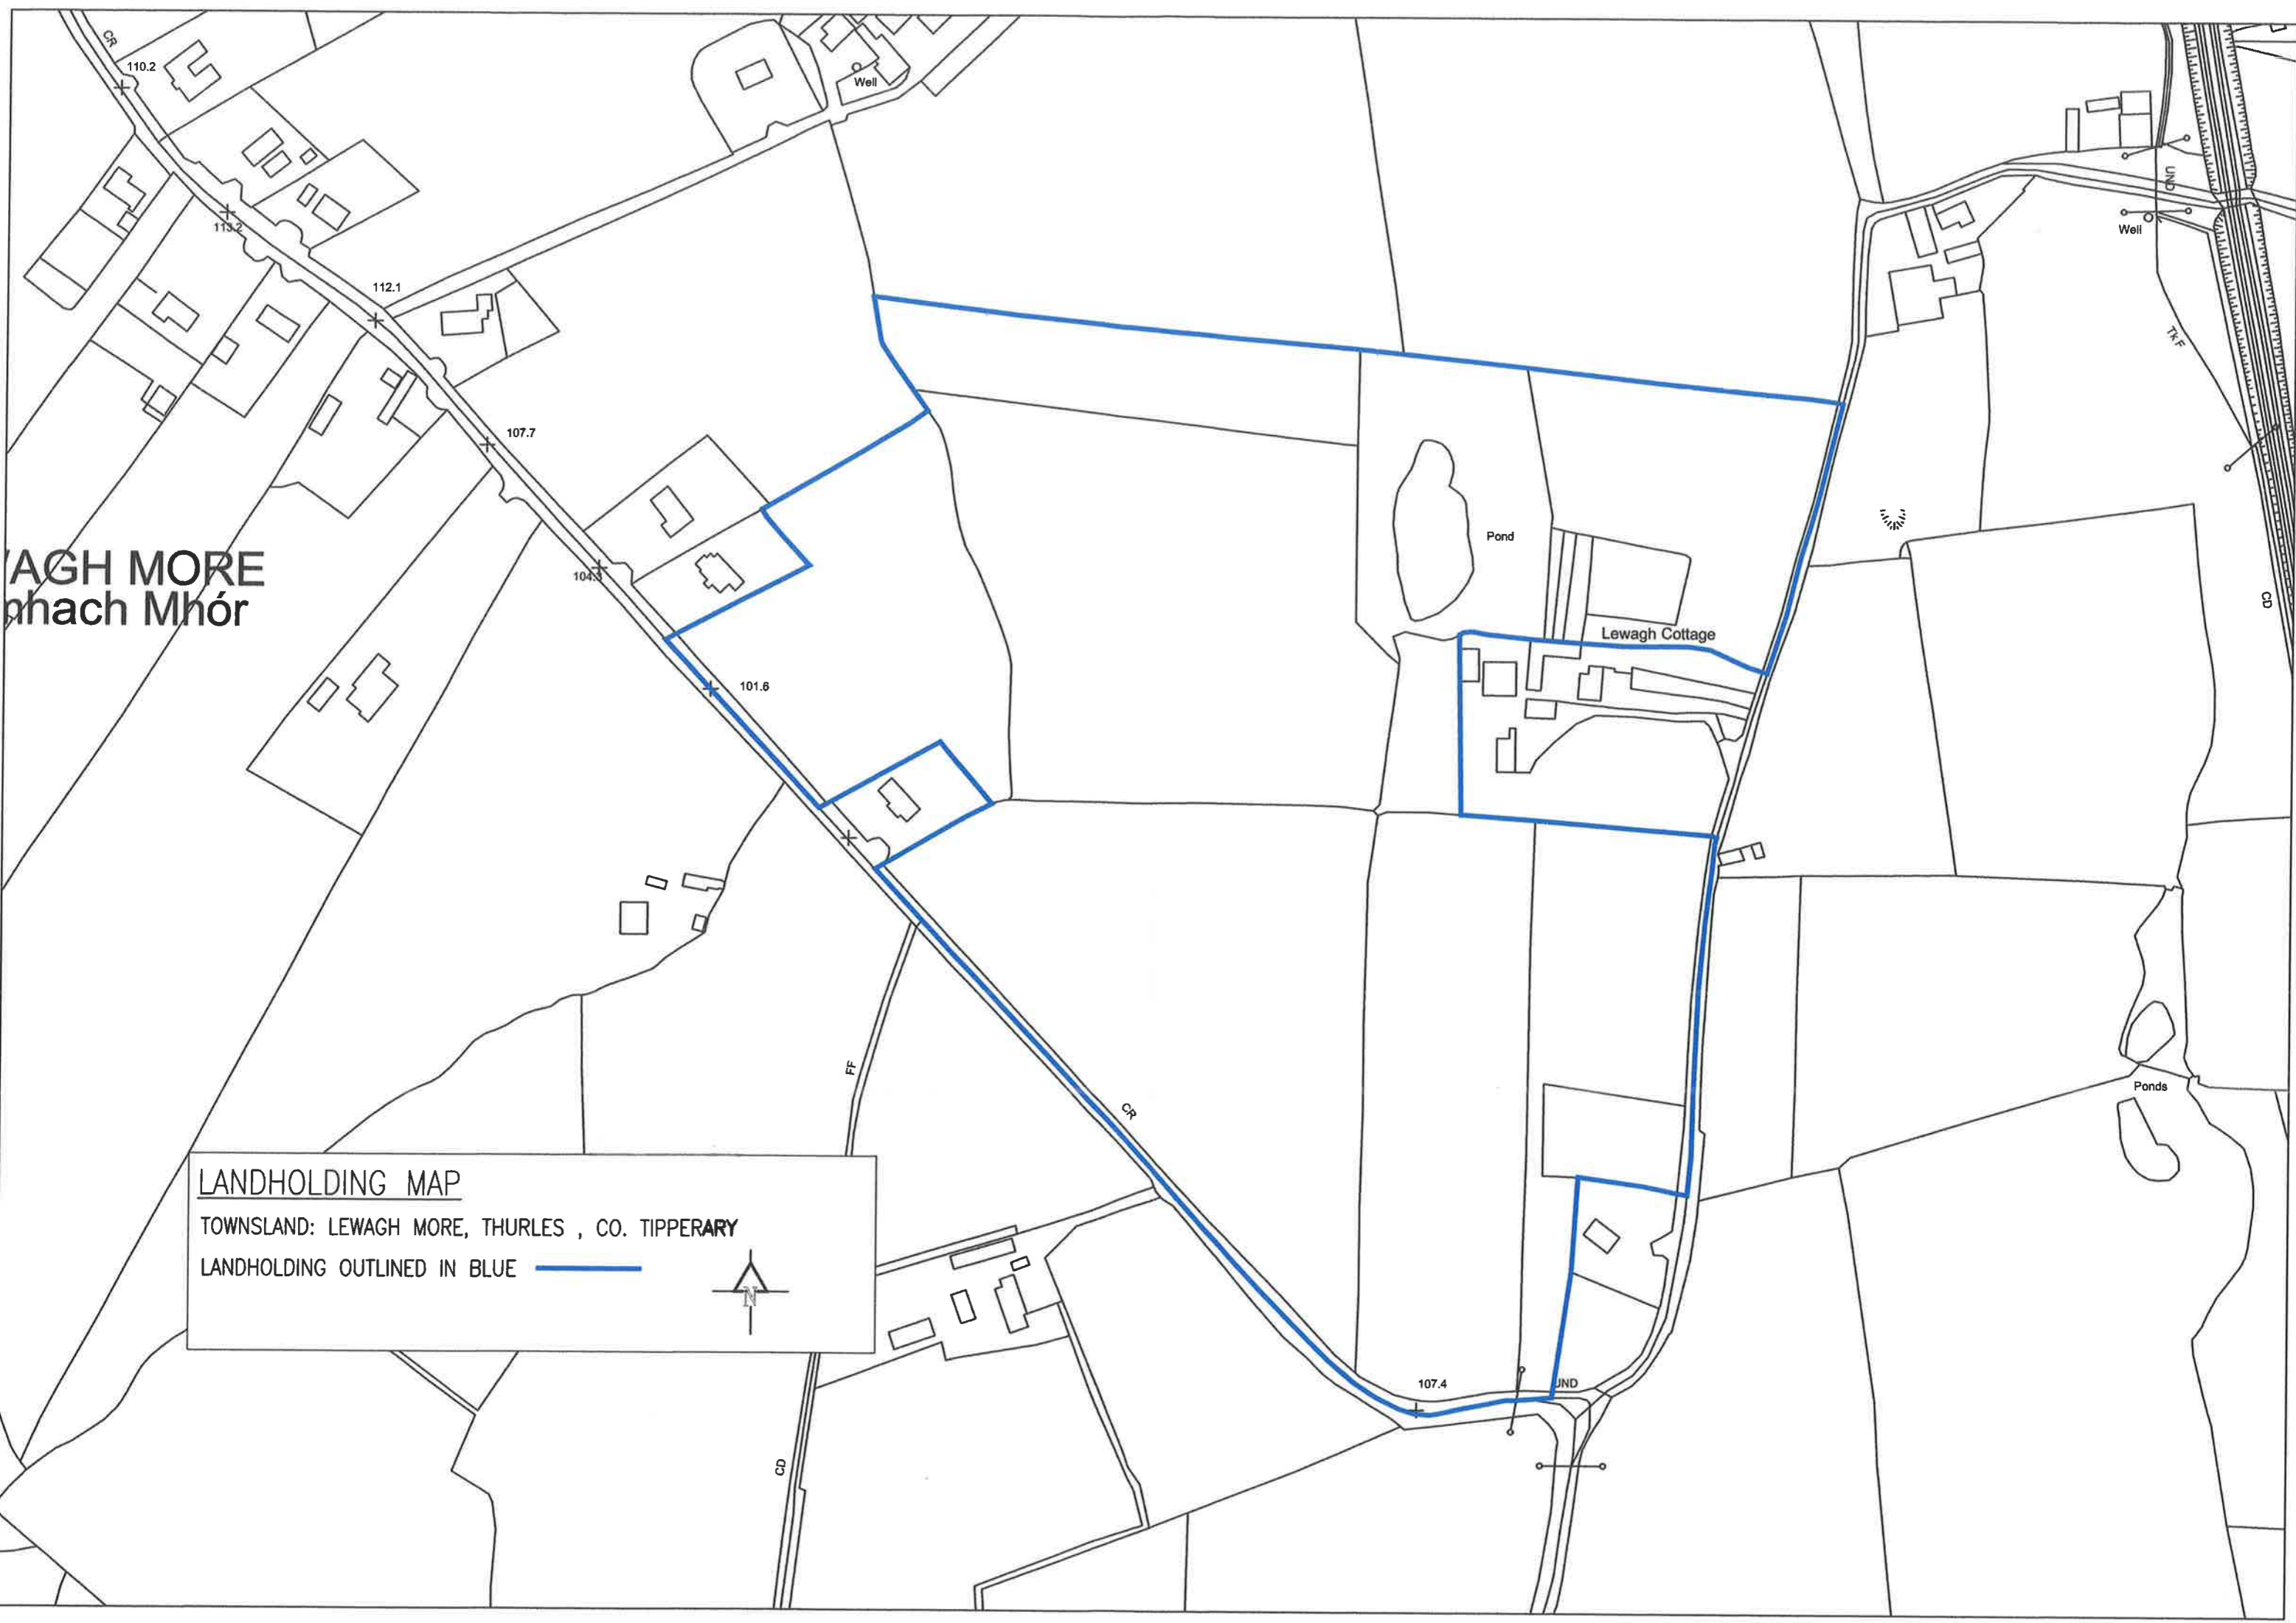 CR
110.2
Well
113.2
UND
Well
112.1
Tk F
107.7
Pond
104.3
CD
Lewagh Cottage
101.6
FF
Ponds
CR
LANDHOLDING MAP
TOWNSLAND: LEWAGH MORE, THURLES , CO. TIPPERARY
LANDHOLDING OUTLINED IN BLUE
N
107.4
UND
CD
AGH MORE
hach Mhór